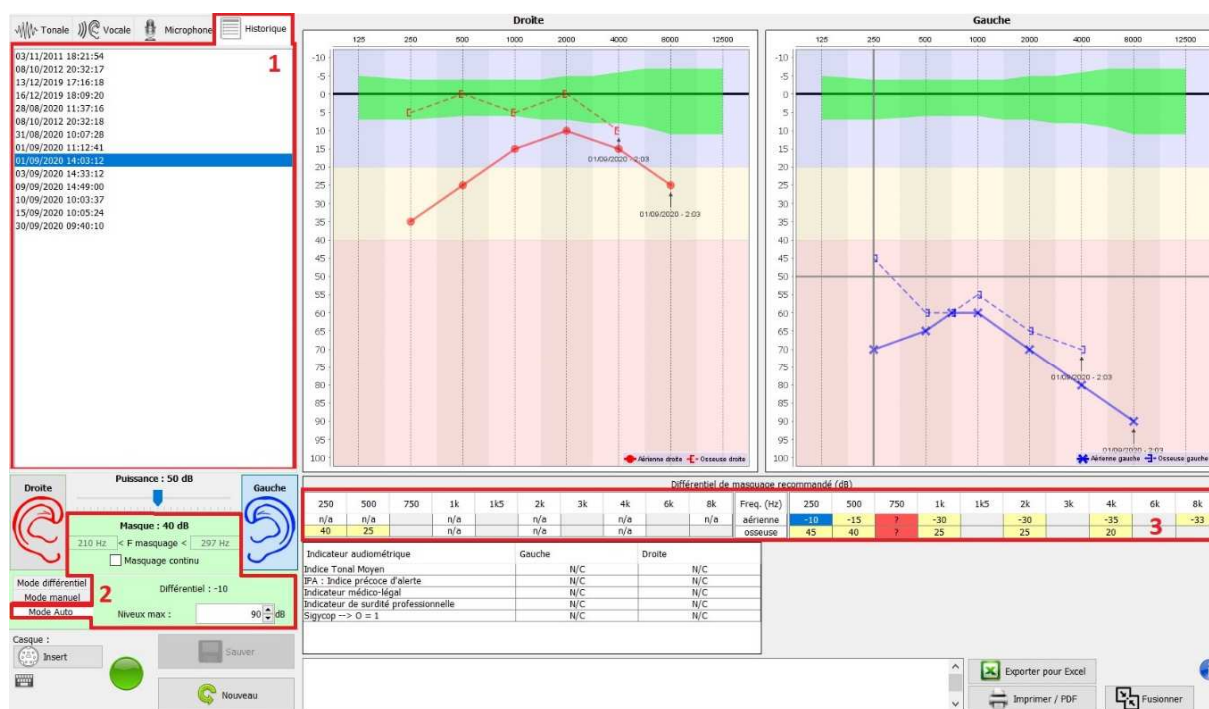 Tonale Vocale Microphone Historique
1
03/11/2011 18:21:54
08/10/2012 20:32:17
13/12/2019 17:16:18
16/12/2019 18:09:20
28/08/2020 11:37:16
08/10/2012 20:32:18
31/08/2020 10:07:28
01/09/2020 11:12:41
01/09/2020 14:03:12
03/09/2020 14:33:12
09/09/2020 14:49:00
10/09/2020 10:03:37
15/09/2020 10:05:24
30/09/2020 09:40:10
Droite
125 250 500 1000 2000 4000 8000 12500
-10
-5
0
5
10
15
20
25
30
35
40
45
50
55
60
65
70
75
80
85
90
95
100
01/09/2020 - 2:03
01/09/2020 - 2:03
Aérienne droite Osseuse droite
Gauche
125 250 500 1000 2000 4000 8000 12500
-10
-5
0
5
10
15
20
25
30
35
40
45
50
55
60
65
70
75
80
85
90
95
100
01/09/2020 - 2:03
01/09/2020 - 2:03
Aérienne gauche Osseuse gauche
Droite
Puissance : 50 dB
Gauche
Masque : 40 dB
210 Hz < F masquage < 297 Hz
Masquage continu
Mode différentiel
Mode manuel
Mode Auto
2
Différentiel : -10
Niveux max : 90 dB
Casque :
Insert
Sauver
Nouveau
Différentiel de masquage recommandé (dB)
250 500 750 1k 1k5 2k 3k 4k 6k 8k Freq. (Hz) 250 500 750 1k 1k5 2k 3k 4k 6k 8k
n/a n/a n/a n/a n/a n/a aérienne -10 -15 ? -30 -30 -35 -33
40 25 n/a n/a n/a osseuse 45 40 ? 25 25 20
3
Indicateur audiométrique Gauche Droite
Indice Tonal Moyen N/C N/C
IPA : Indice précoce d'alerte N/C N/C
Indicateur médico-légal N/C N/C
Indicateur de surdité professionnelle N/C N/C
Sigycop --> O = 1 N/C N/C
Exporter pour Excel
Imprimer / PDF
Fusionner